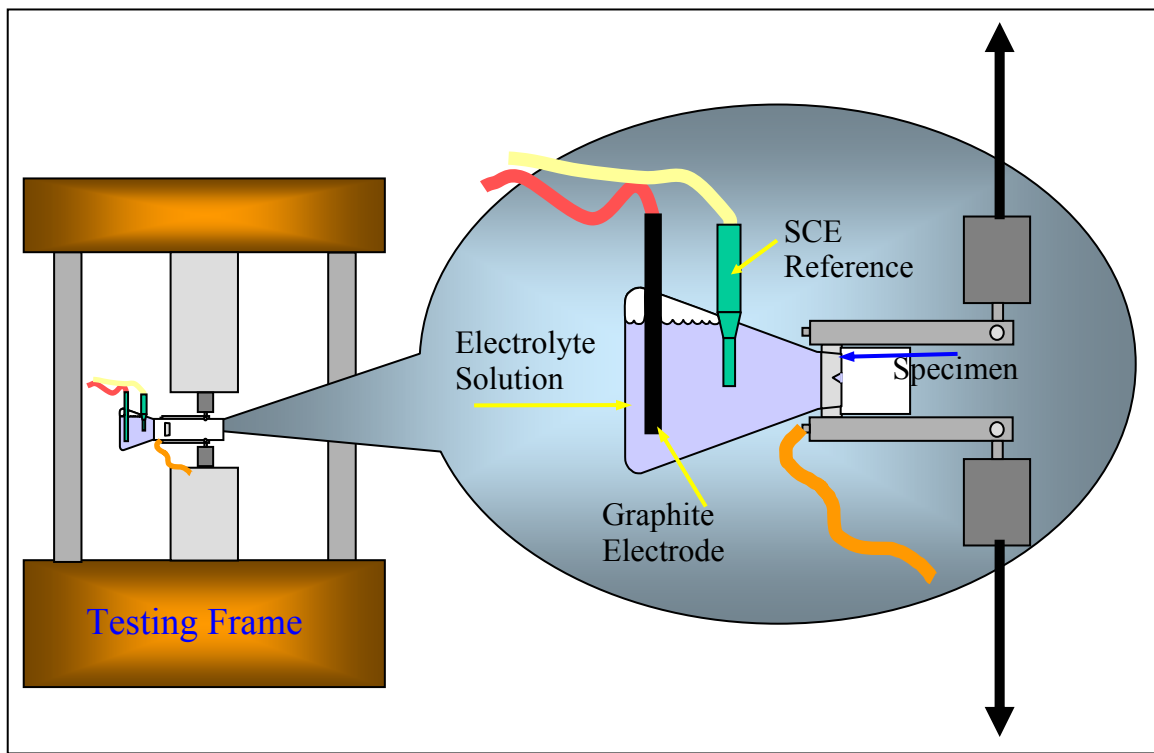 SCE
Reference
Electrolyte
Solution
Specimen
Graphite
Electrode
Testing Frame